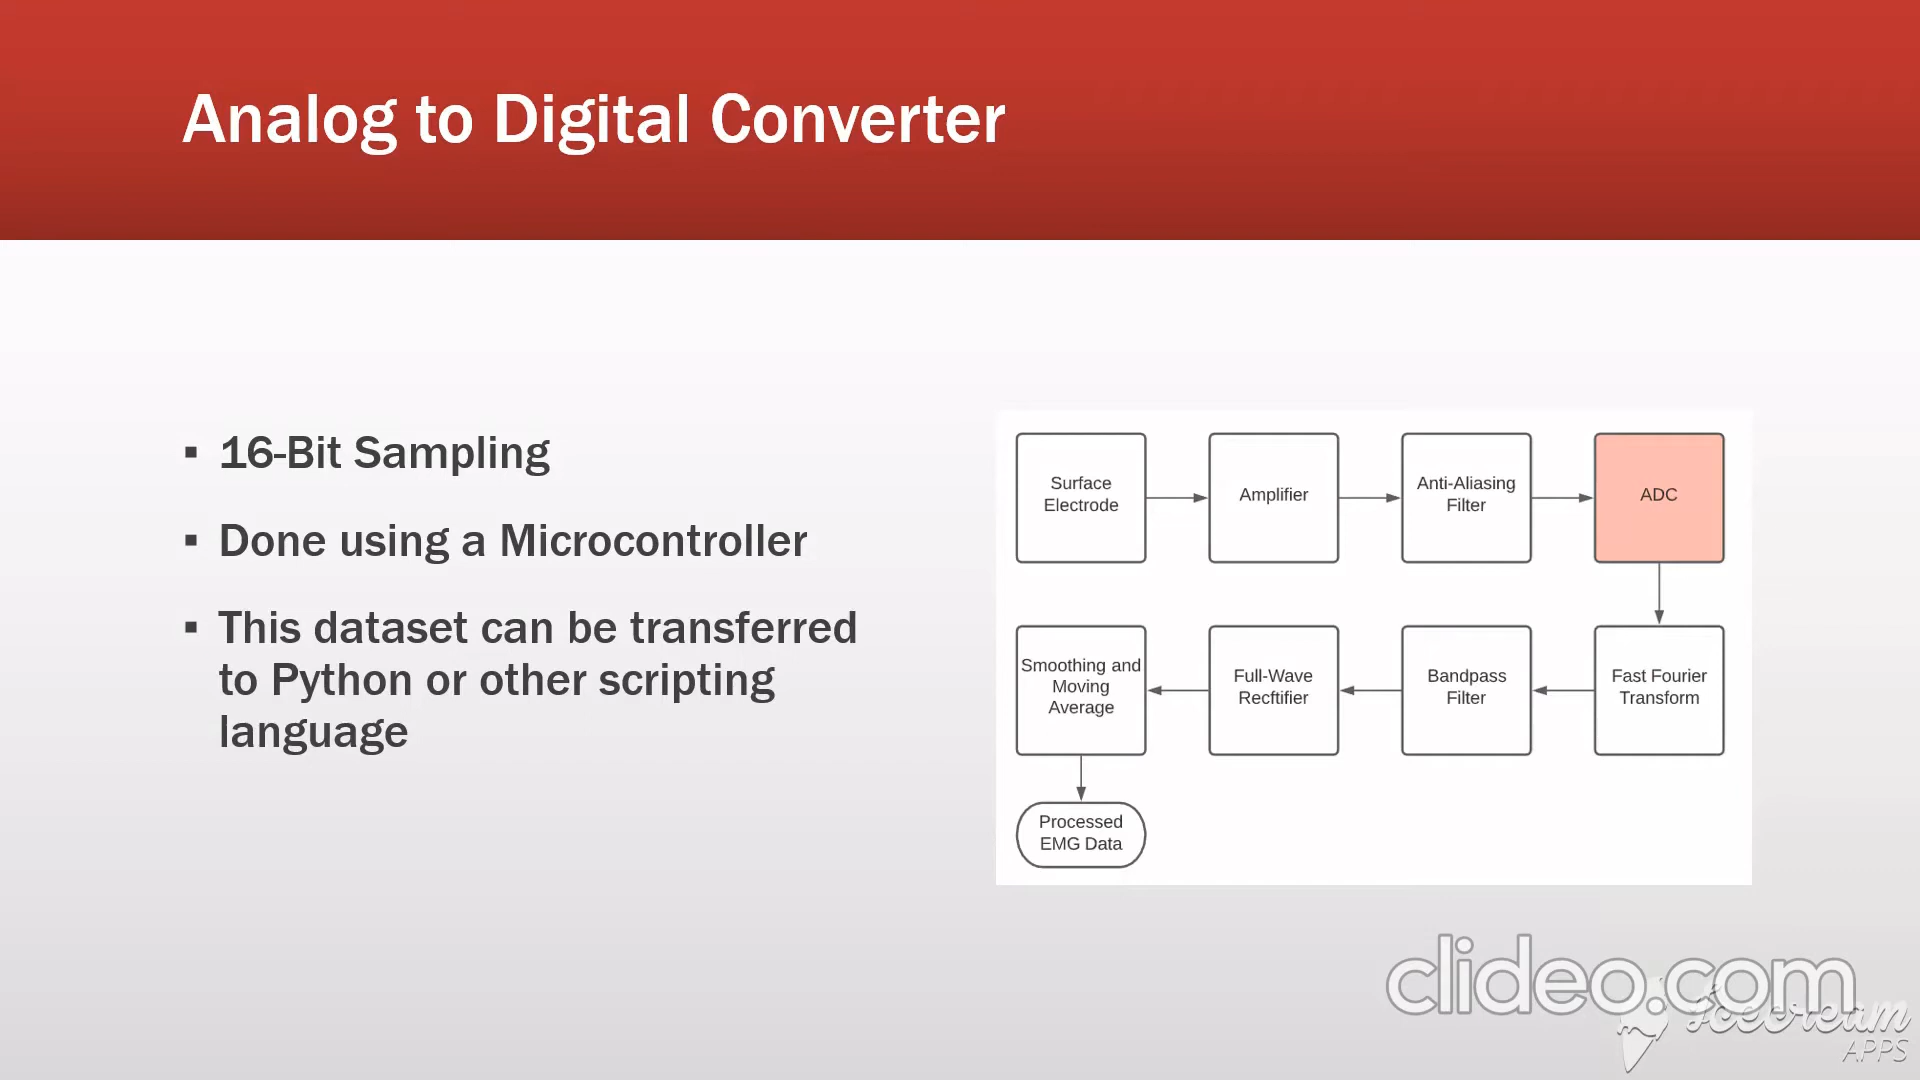 Analog to Digital Converter
▪ 16-Bit Sampling
▪ Done using a Microcontroller
▪ This dataset can be transferred
to Python or other scripting
language
Surface
Electrode
Amplifier
Anti-Aliasing
Filter
ADC
Smoothing and
Moving
Average
Full-Wave
Recftifier
Bandpass
Filter
Fast Fourier
Transform
Processed
EMG Data
clideo.com
Icecream
APPS